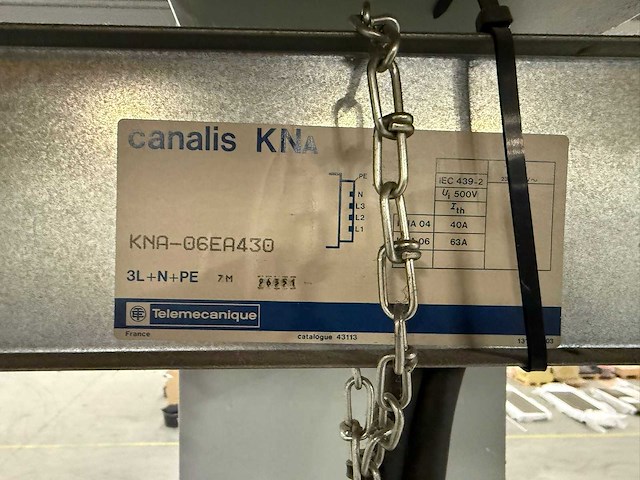 canalis KNA
PE
N
L3
L2
L1
IEC 439-2
Ui 500V
Ith
A 04 40A
06 63A
KNA-06EA430
3L+N+PE 7M
Telemecanique
France
catalogue 43113